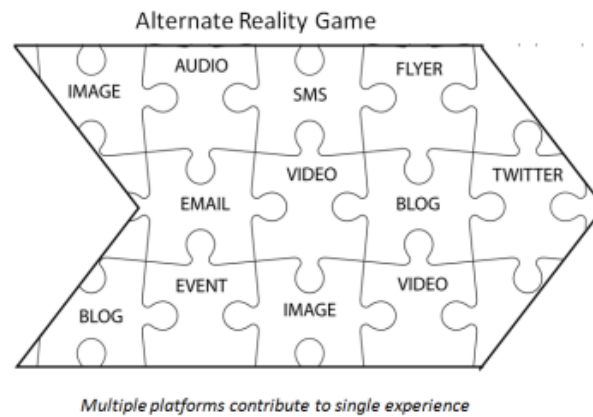 Alternate Reality Game
IMAGE
AUDIO
SMS
FLYER
EMAIL
VIDEO
BLOG
TWITTER
BLOG
EVENT
IMAGE
VIDEO
Multiple platforms contribute to single experience